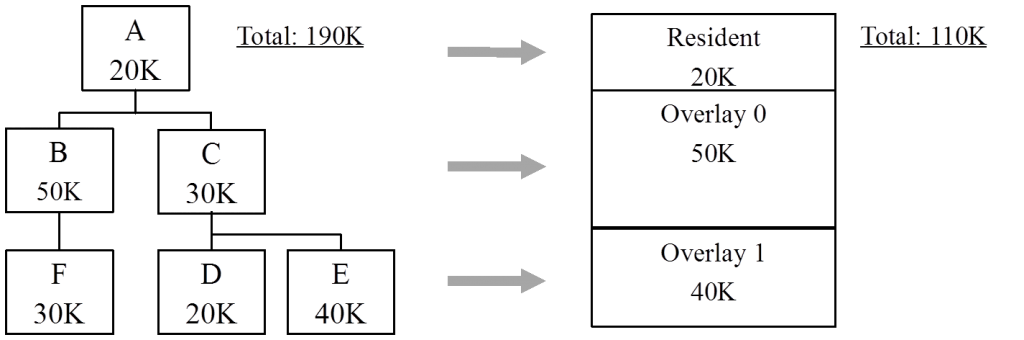 A
20K
Total: 190K
Resident
20K
Total: 110K
B
50K
C
30K
Overlay 0
50K
F
30K
D
20K
E
40K
Overlay 1
40K